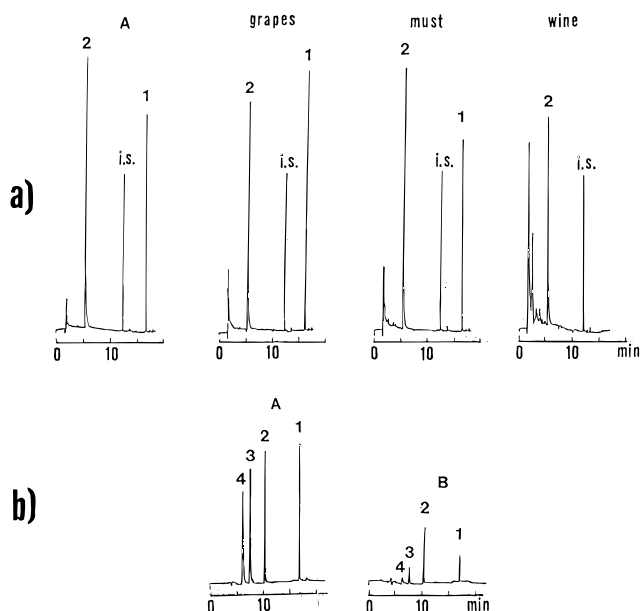 A grapes must wine
2 2 2 2
1 1 1
i.s. i.s. i.s. i.s.
a)
0 10 0 10 0 10 0 10 min
A
4 3 2 1
B
4 3 2 1
b)
0 10 0 10 min